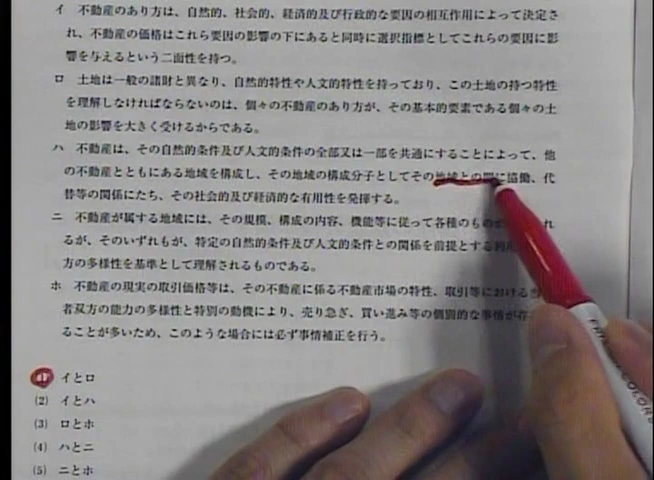 イ 不動産のあり方は、自然的、社会的、経済的及び行政的な要因の相互作用によって決定さ
れ、不動産の価格はこれら要因の影響の下にあると同時に選択指標としてこれらの要因に影
響を与えるという二面性を持つ。
ロ 土地は一般の諸財と異なり、自然的特性や人文的特性を持っており、この土地の持つ特性
を理解しなければならないのは、個々の不動産のあり方が、その基本的要素である個々の土
地の影響を大きく受けるからである。
ハ 不動産は、その自然的条件及び人文的条件の全部又は一部を共通にすることによって、他
の不動産とともにある地域を構成し、その地域の構成分子としてその地域との間に協働、代
替等の関係にたち、その社会的及び経済的な有用性を発揮する。
ニ 不動産が属する地域には、その規模、構成の内容、機能等に従って各種のものが れ
るが、そのいずれもが、特定の自然的条件及び人文的条件との関係を前提とする利
方の多様性を基準として理解されるものである。
ホ 不動産の現実の取引価格等は、その不動産に係る不動産市場の特性、取引等における当
者双方の能力の多様性と特別の動機により、売り急ぎ、買い進み等の個別的な事情が存
ることが多いため、このような場合には必ず事情補正を行う。
(1) イとロ
(2) イとハ
(3) ロとホ
(4) ハとニ
(5) ニとホ